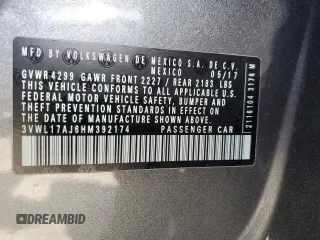 MFD. BY VOLKSWAGEN DE MEXICO S.A. DE C.V.
MEXICO 05/17
GVWR 4299 GAWR FRONT 2227 / REAR 2183 LBS
THIS VEHICLE CONFORMS TO ALL APPLICABLE U.S.
FEDERAL MOTOR VEHICLE SAFETY, BUMPER AND
THEFT PREVENTION STANDARDS IN EFFECT
ON THE DATE OF MANUFACTURE SHOWN ABOVE.
3VWL17AJ6HM392174 PASSENGER CAR
2116104 3176 M
DREAMBID